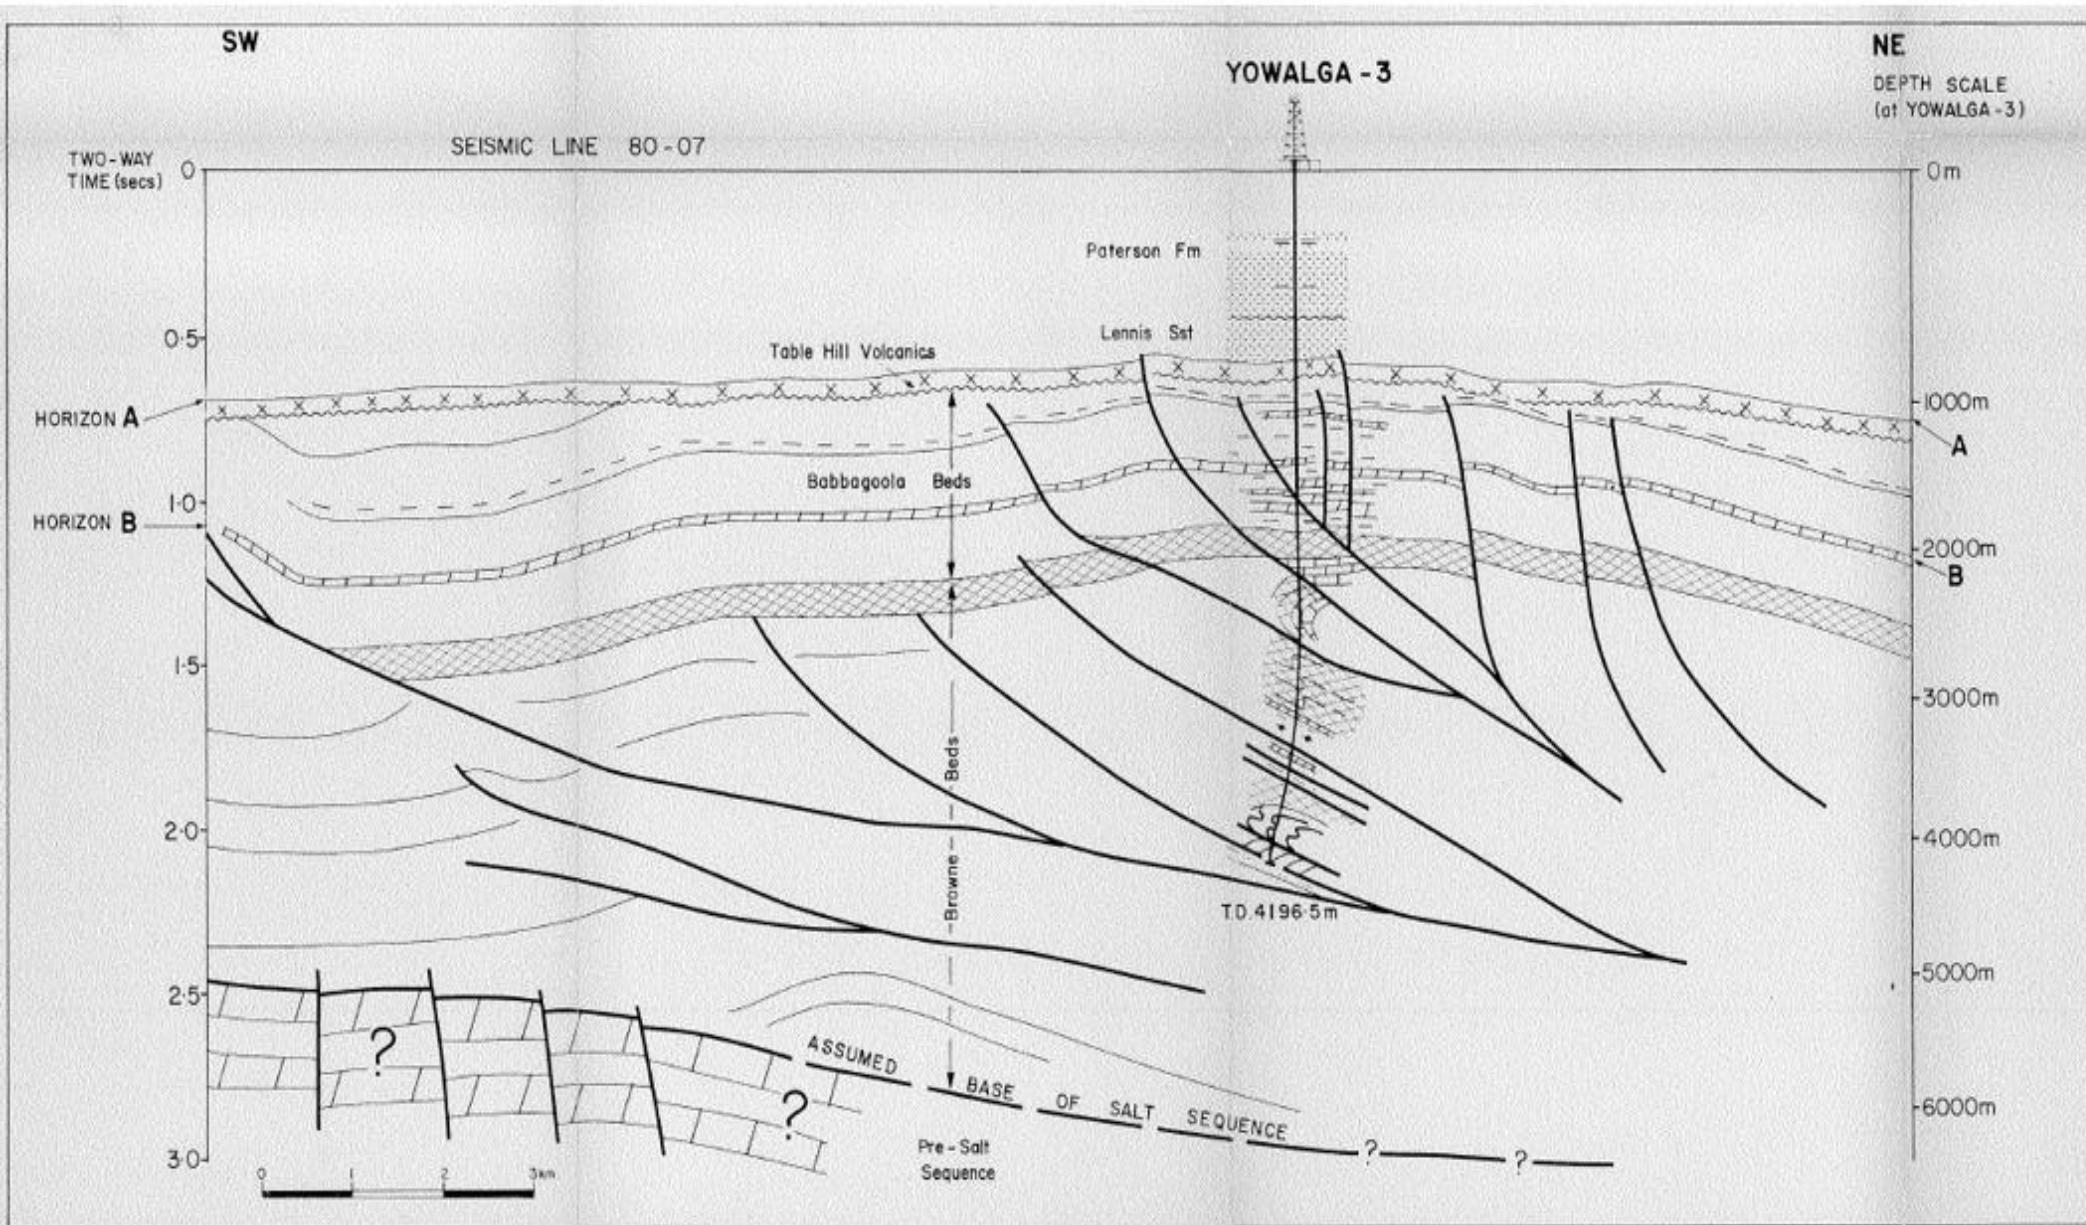 SW
NE
YOWALGA - 3
DEPTH SCALE
(at YOWALGA-3)
SEISMIC LINE 80-07
TWO-WAY
TIME (secs)
0
0m
Paterson Fm
0·5
Lennis Sst
Table Hill Volcanics
1000m
HORIZON A
A
Babbagoola Beds
1·0
HORIZON B
2000m
B
1·5
3000m
Browne Beds
2·0
4000m
T.D. 4196·5m
5000m
2·5
?
ASSUMED BASE OF SALT SEQUENCE
?
6000m
Pre-Salt
Sequence
? ?
3·0
0 1 2 3km